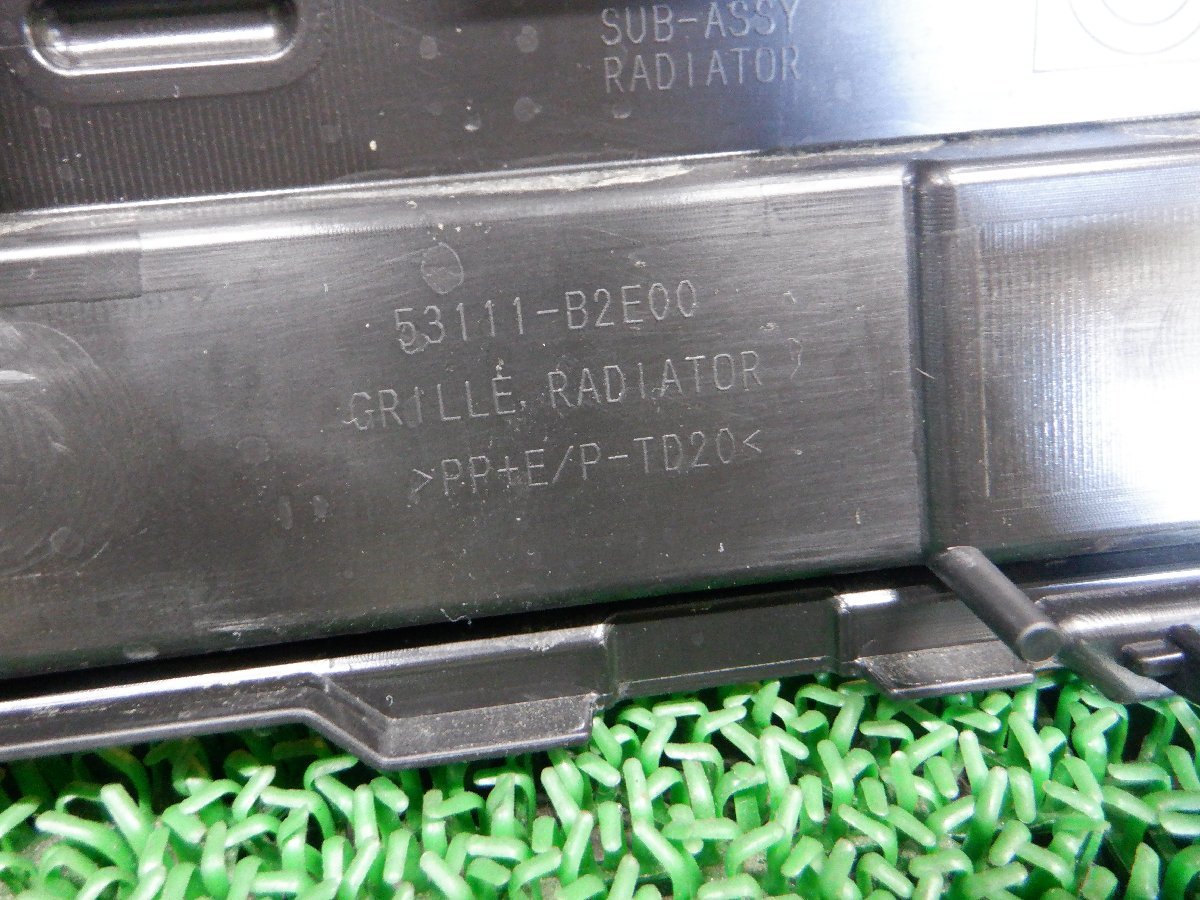 SUB-ASSY
RADIATOR
53111-B2E00
GRILLE, RADIATOR
>PP+E/P-TD20<